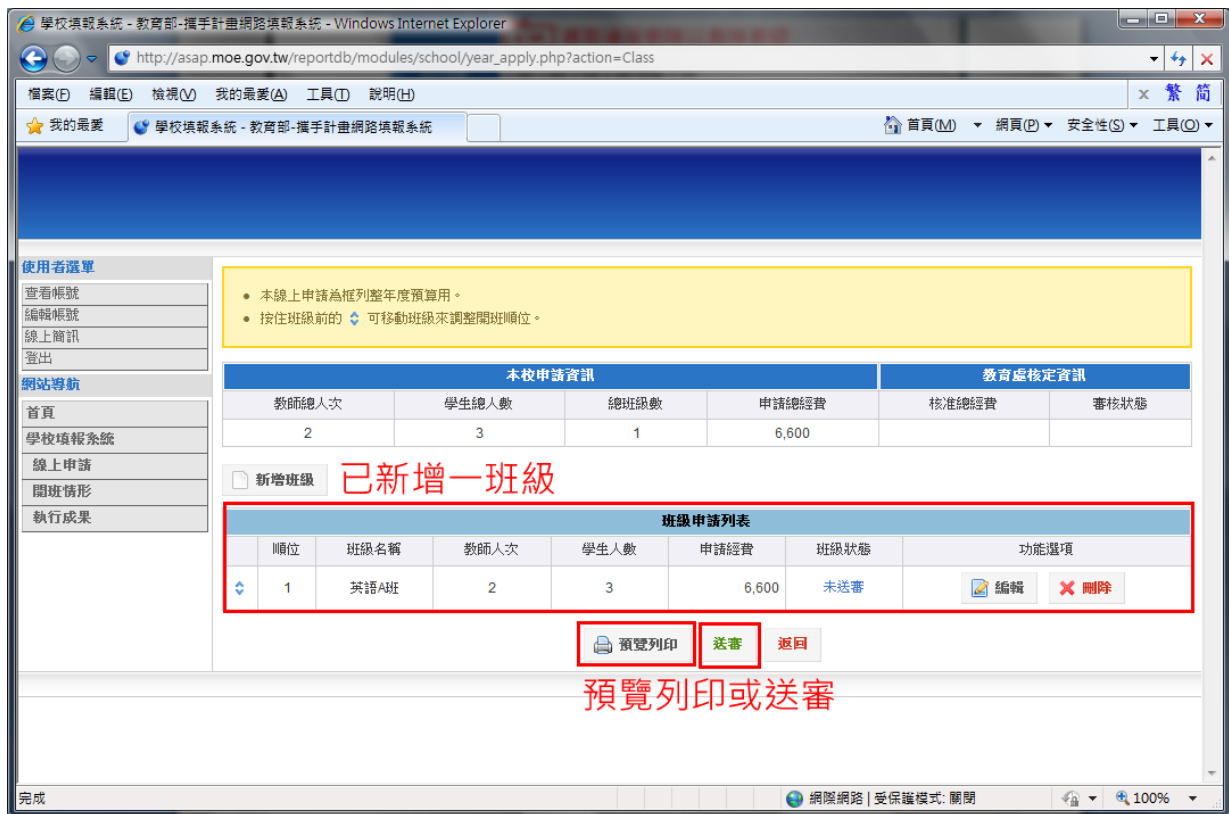 學校填報系統 - 教育部-攜手計畫網路填報系統 - Windows Internet Explorer
http://asap.moe.gov.tw/reportdb/modules/school/year_apply.php?action=Class
檔案(F) 編輯(E) 檢視(V) 我的最愛(A) 工具(T) 說明(H) x 繁 简
我的最愛 學校填報系統 - 教育部-攜手計畫網路填報系統 首頁(M) 網頁(P) 安全性(S) 工具(O)
使用者選單
查看帳號
編輯帳號
線上簡訊
登出
網站導航
首頁
學校填報系統
線上申請
開班情形
執行成果
本線上申請為框列整年度預算用。
按住班級前的 可移動班級來調整開班順位。
本校申請資訊 教育處核定資訊
教師總人次 學生總人數 總班級數 申請總經費 核准總經費 審核狀態
2 3 1 6,600
新增班級 已新增一班級
班級申請列表
順位 班級名稱 教師人次 學生人數 申請經費 班級狀態 功能選項
1 英語A班 2 3 6,600 未送審 編輯 刪除
預覽列印 送審 返回
預覽列印或送審
完成 網際網路 | 受保護模式: 關閉 100%